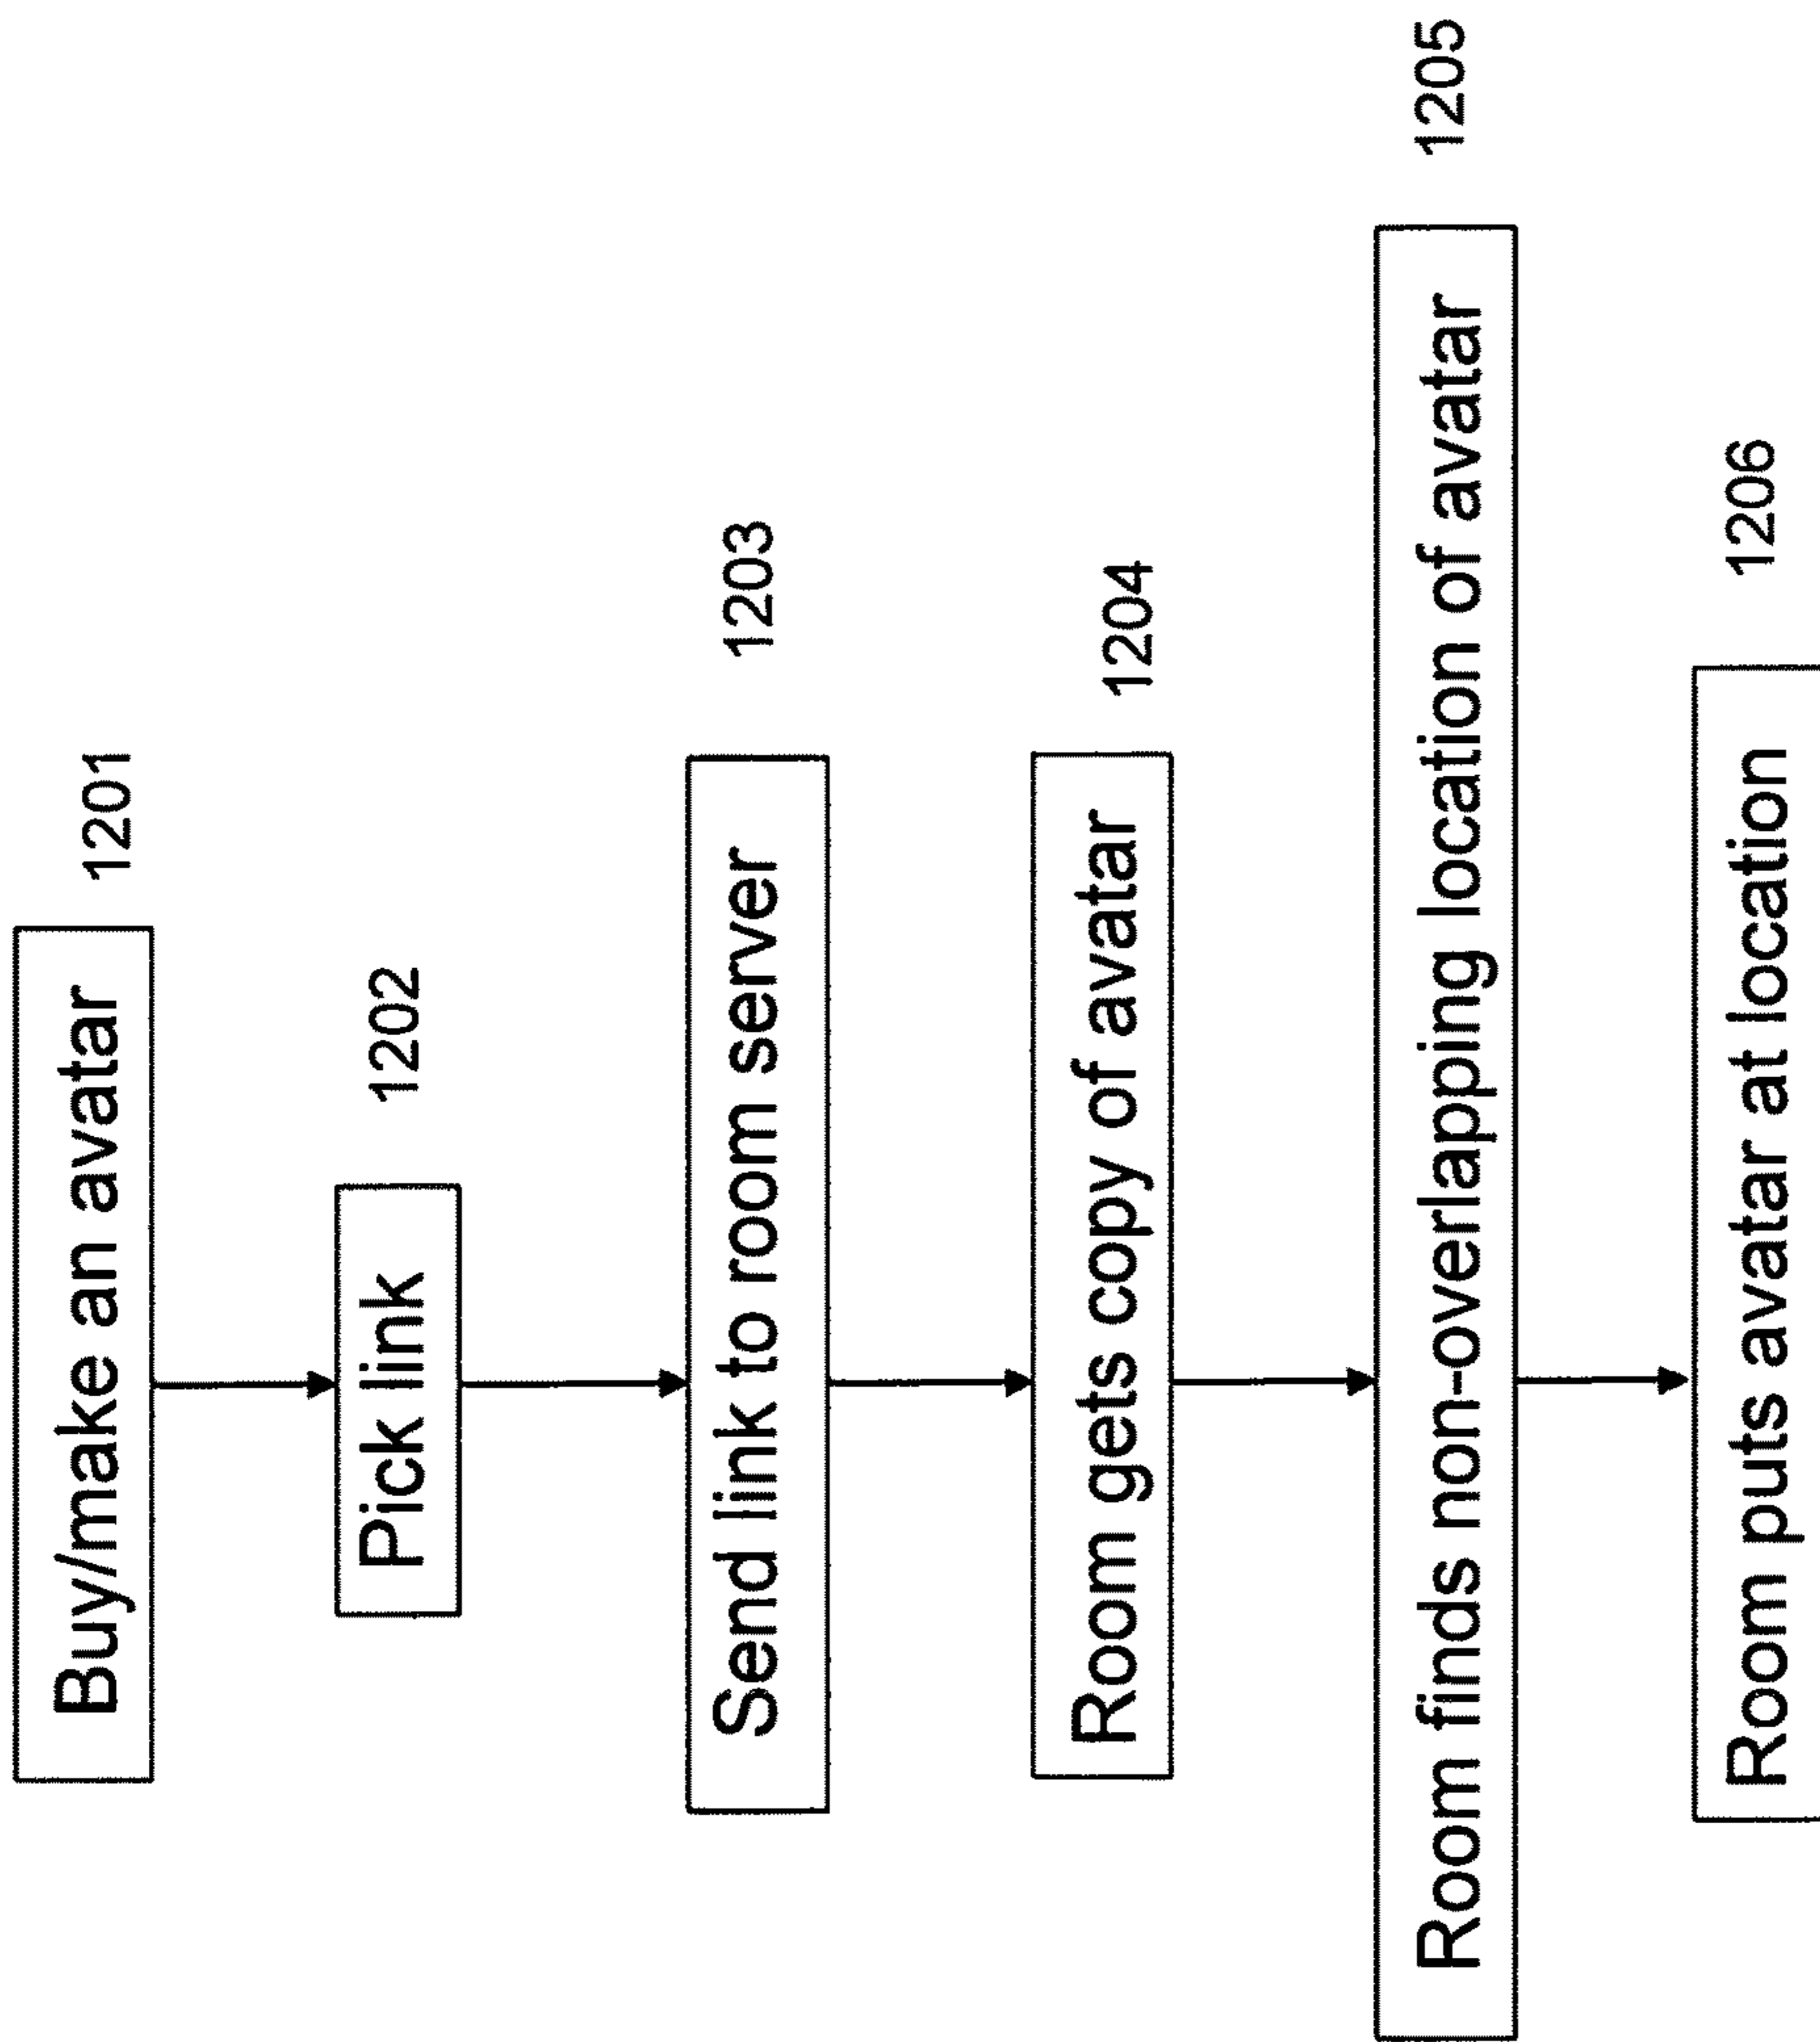 Buy/make an avatar
1201
Pick link
1202
Send link to room server
1203
Room gets copy of avatar
1204
Room finds non-overlapping location of avatar
1205
Room puts avatar at location
1206